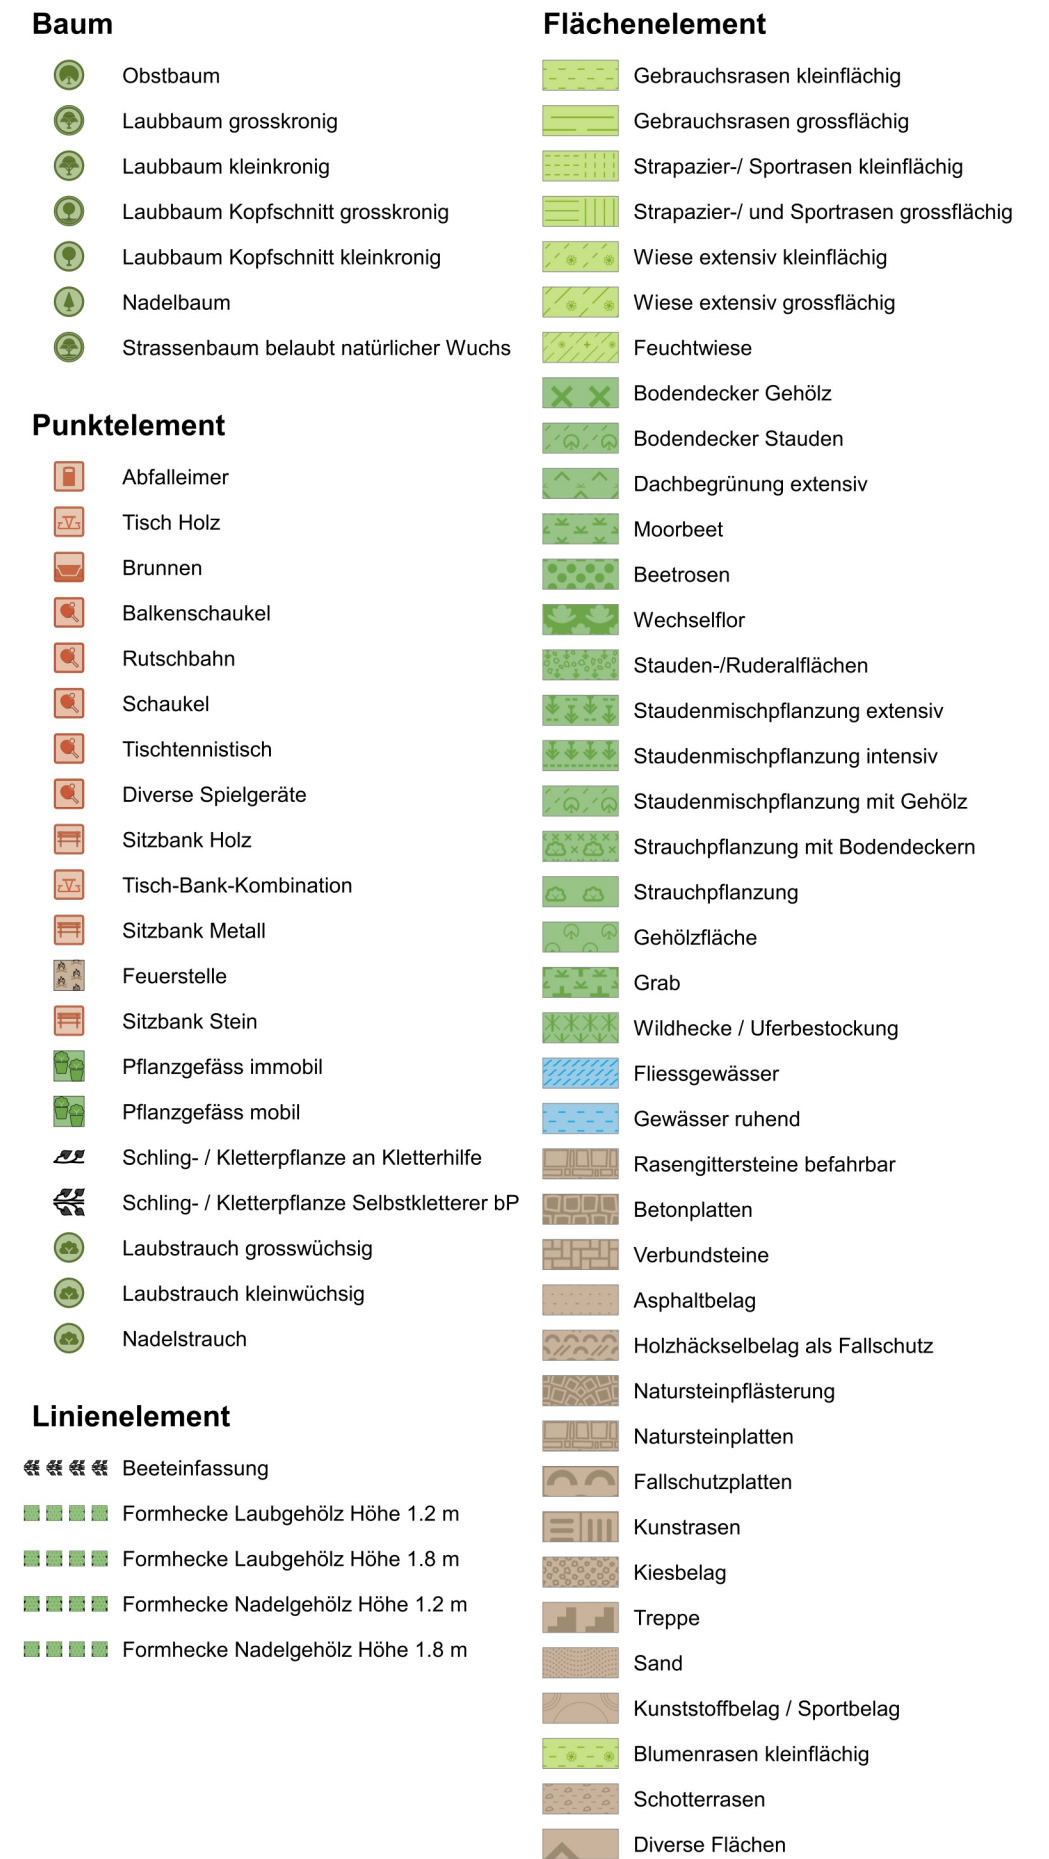 Baum
Obstbaum
Laubbaum grosskronig
Laubbaum kleinkronig
Laubbaum Kopfschnitt grosskronig
Laubbaum Kopfschnitt kleinkronig
Nadelbaum
Strassenbaum belaubt natürlicher Wuchs
Punktelement
Abfalleimer
Tisch Holz
Brunnen
Balkenschaukel
Rutschbahn
Schaukel
Tischtennistisch
Diverse Spielgeräte
Sitzbank Holz
Tisch-Bank-Kombination
Sitzbank Metall
Feuerstelle
Sitzbank Stein
Pflanzgefäss immobil
Pflanzgefäss mobil
Schling- / Kletterpflanze an Kletterhilfe
Schling- / Kletterpflanze Selbstkletterer bP
Laubstrauch grosswüchsig
Laubstrauch kleinwüchsig
Nadelstrauch
Linienelement
Beeteinfassung
Formhecke Laubgehölz Höhe 1.2 m
Formhecke Laubgehölz Höhe 1.8 m
Formhecke Nadelgehölz Höhe 1.2 m
Formhecke Nadelgehölz Höhe 1.8 m
Flächenelement
Gebrauchsrasen kleinflächig
Gebrauchsrasen grossflächig
Strapazier-/ Sportrasen kleinflächig
Strapazier-/ und Sportrasen grossflächig
Wiese extensiv kleinflächig
Wiese extensiv grossflächig
Feuchtwiese
Bodendecker Gehölz
Bodendecker Stauden
Dachbegrünung extensiv
Moorbeet
Beetrosen
Wechselflor
Stauden-/Ruderalflächen
Staudenmischpflanzung extensiv
Staudenmischpflanzung intensiv
Staudenmischpflanzung mit Gehölz
Strauchpflanzung mit Bodendeckern
Strauchpflanzung
Gehölzfläche
Grab
Wildhecke / Uferbestockung
Fliessgewässer
Gewässer ruhend
Rasengittersteine befahrbar
Betonplatten
Verbundsteine
Asphaltbelag
Holzhäckselbelag als Fallschutz
Natursteinpflästerung
Natursteinplatten
Fallschutzplatten
Kunstrasen
Kiesbelag
Treppe
Sand
Kunststoffbelag / Sportbelag
Blumenrasen kleinflächig
Schotterrasen
Diverse Flächen